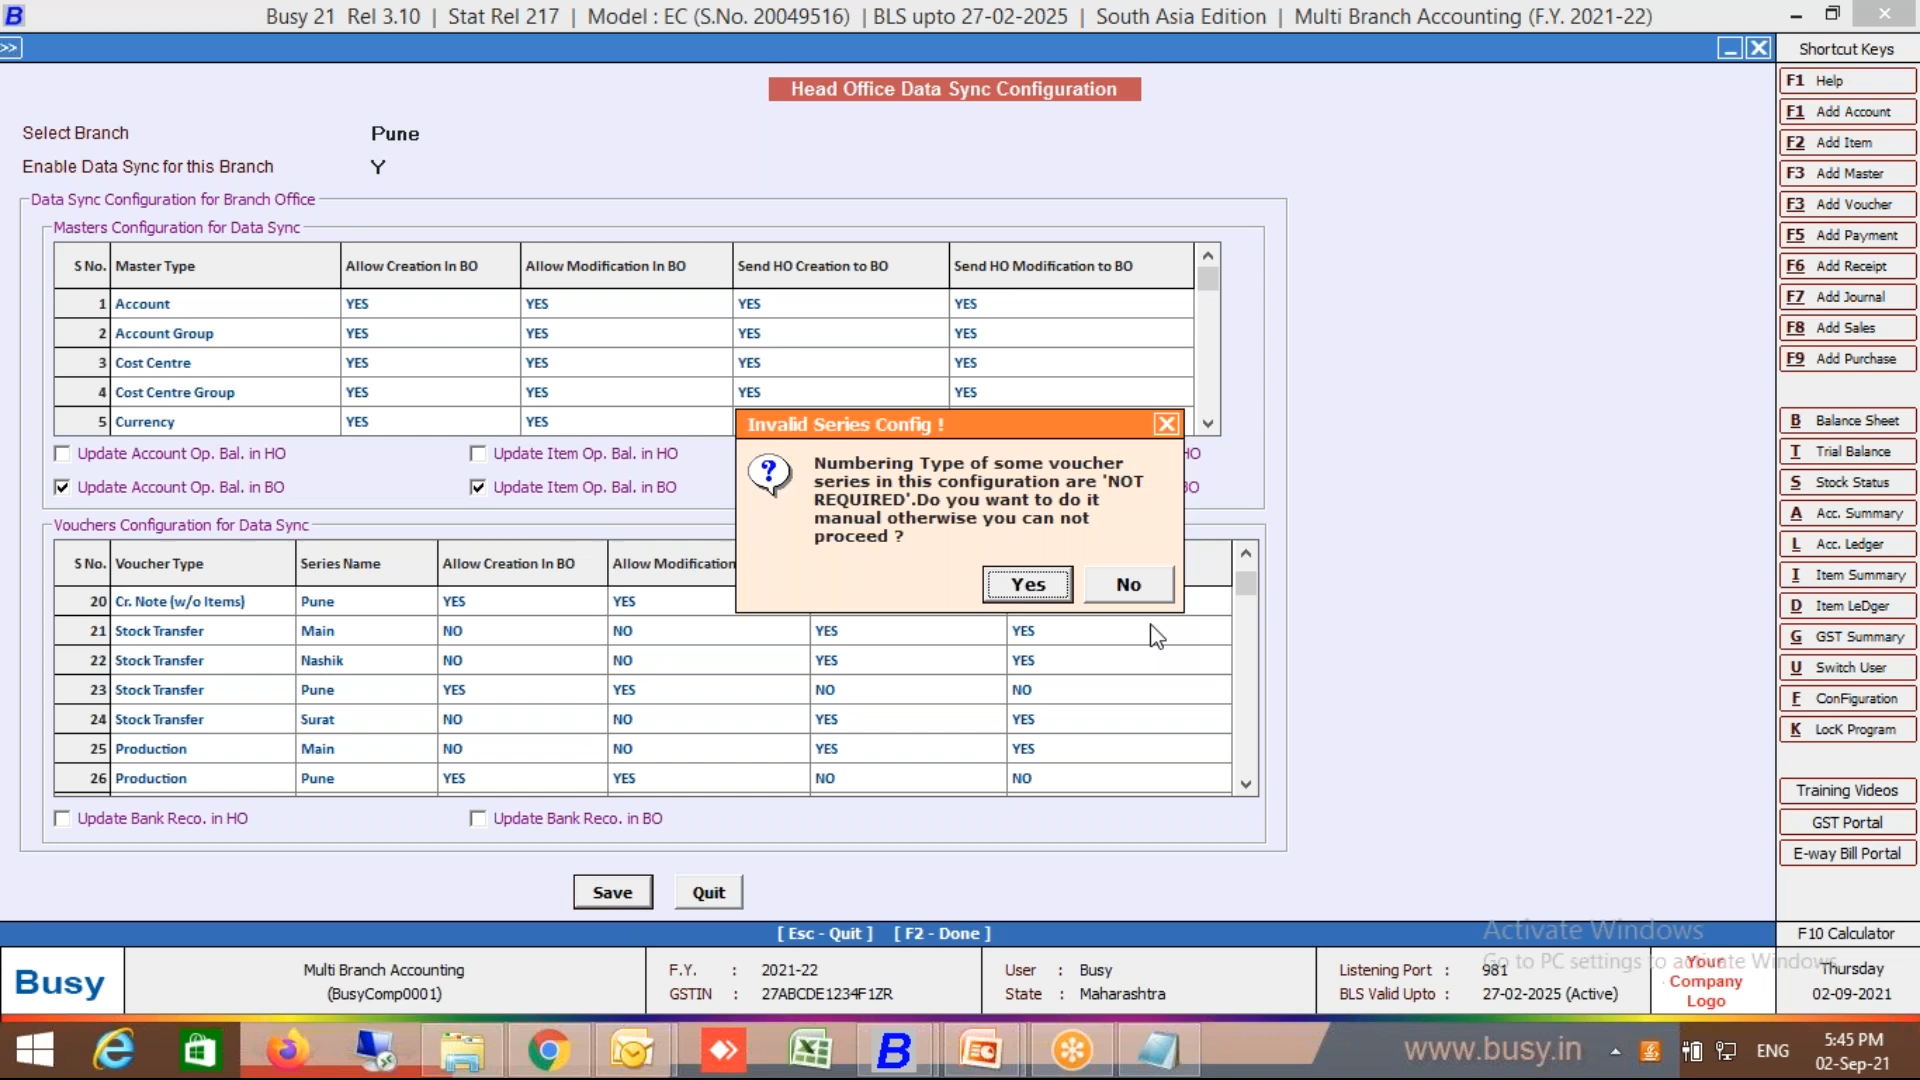 B Busy 21 Rel 3.10 | Stat Rel 217 | Model : EC (S.No. 20049516) | BLS upto 27-02-2025 | South Asia Edition | Multi Branch Accounting (F.Y. 2021-22)
>>
Shortcut Keys
Head Office Data Sync Configuration
Select Branch Pune
Enable Data Sync for this Branch Y
Data Sync Configuration for Branch Office
Masters Configuration for Data Sync
S No. Master Type Allow Creation In BO Allow Modification In BO Send HO Creation to BO Send HO Modification to BO
1 Account YES YES YES YES
2 Account Group YES YES YES YES
3 Cost Centre YES YES YES YES
4 Cost Centre Group YES YES YES YES
5 Currency YES YES
Update Account Op. Bal. in HO Update Item Op. Bal. in HO HO
Update Account Op. Bal. in BO Update Item Op. Bal. in BO BO
Invalid Series Config !
Numbering Type of some voucher
series in this configuration are 'NOT
REQUIRED'.Do you want to do it
manual otherwise you can not
proceed ?
Yes No
Vouchers Configuration for Data Sync
S No. Voucher Type Series Name Allow Creation In BO Allow Modification
20 Cr. Note (w/o Items) Pune YES YES
21 Stock Transfer Main NO NO YES YES
22 Stock Transfer Nashik NO NO YES YES
23 Stock Transfer Pune YES YES NO NO
24 Stock Transfer Surat NO NO YES YES
25 Production Main NO NO YES YES
26 Production Pune YES YES NO NO
Update Bank Reco. in HO Update Bank Reco. in BO
Save Quit
F1 Help
F1 Add Account
F2 Add Item
F3 Add Master
F3 Add Voucher
F5 Add Payment
F6 Add Receipt
F7 Add Journal
F8 Add Sales
F9 Add Purchase
B Balance Sheet
T Trial Balance
S Stock Status
A Acc. Summary
L Acc. Ledger
I Item Summary
D Item LeDger
G GST Summary
U Switch User
F ConFiguration
K LocK Program
Training Videos
GST Portal
E-way Bill Portal
[ Esc - Quit ] [ F2 - Done ]
Activate Windows
Go to PC settings to activate Windows.
F10 Calculator
Busy
Multi Branch Accounting
(BusyComp0001)
F.Y. : 2021-22
GSTIN : 27ABCDE1234F1ZR
User : Busy
State : Maharashtra
Listening Port : 981
BLS Valid Upto : 27-02-2025 (Active)
Your
Company
Logo
Thursday
02-09-2021
www.busy.in
ENG
5:45 PM
02-Sep-21